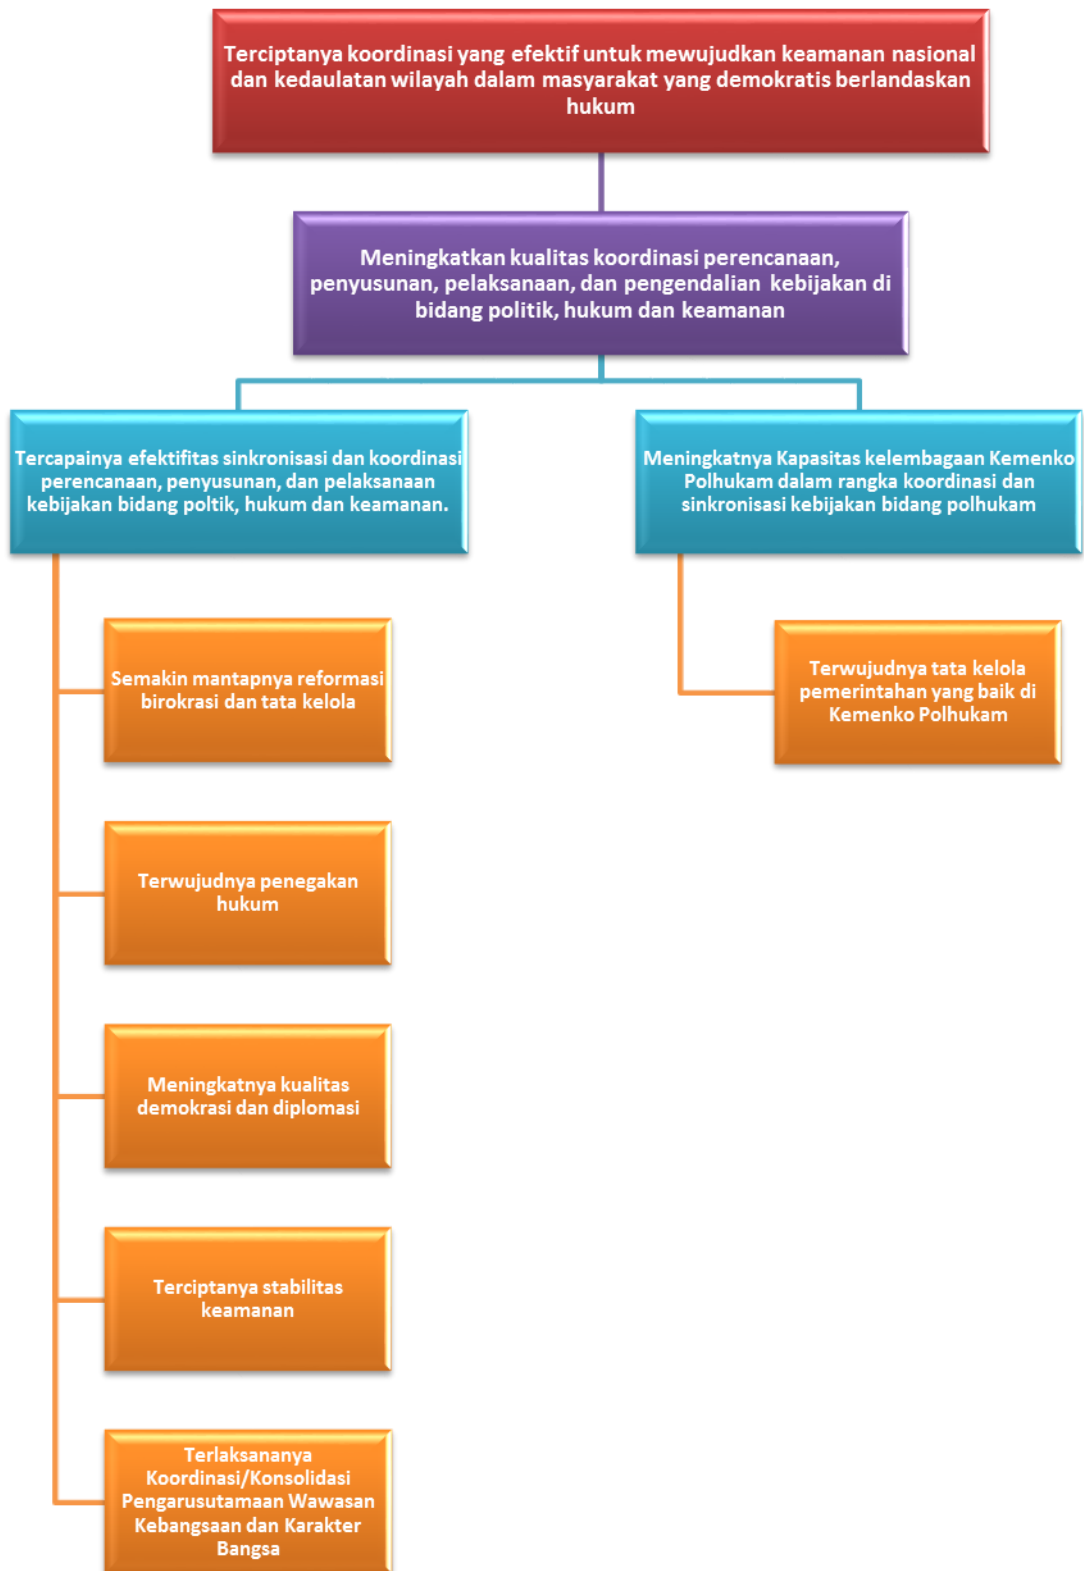 Terciptanya koordinasi yang efektif untuk mewujudkan keamanan nasional
dan kedaulatan wilayah dalam masyarakat yang demokratis berlandaskan
hukum
Meningkatkan kualitas koordinasi perencanaan,
penyusunan, pelaksanaan, dan pengendalian kebijakan di
bidang politik, hukum dan keamanan
Tercapainya efektifitas sinkronisasi dan koordinasi
perencanaan, penyusunan, dan pelaksanaan
kebijakan bidang poltik, hukum dan keamanan.
Meningkatnya Kapasitas kelembagaan Kemenko
Polhukam dalam rangka koordinasi dan
sinkronisasi kebijakan bidang polhukam
Semakin mantapnya reformasi
birokrasi dan tata kelola
Terwujudnya tata kelola
pemerintahan yang baik di
Kemenko Polhukam
Terwujudnya penegakan
hukum
Meningkatnya kualitas
demokrasi dan diplomasi
Terciptanya stabilitas
keamanan
Terlaksananya
Koordinasi/Konsolidasi
Pengarusutamaan Wawasan
Kebangsaan dan Karakter
Bangsa